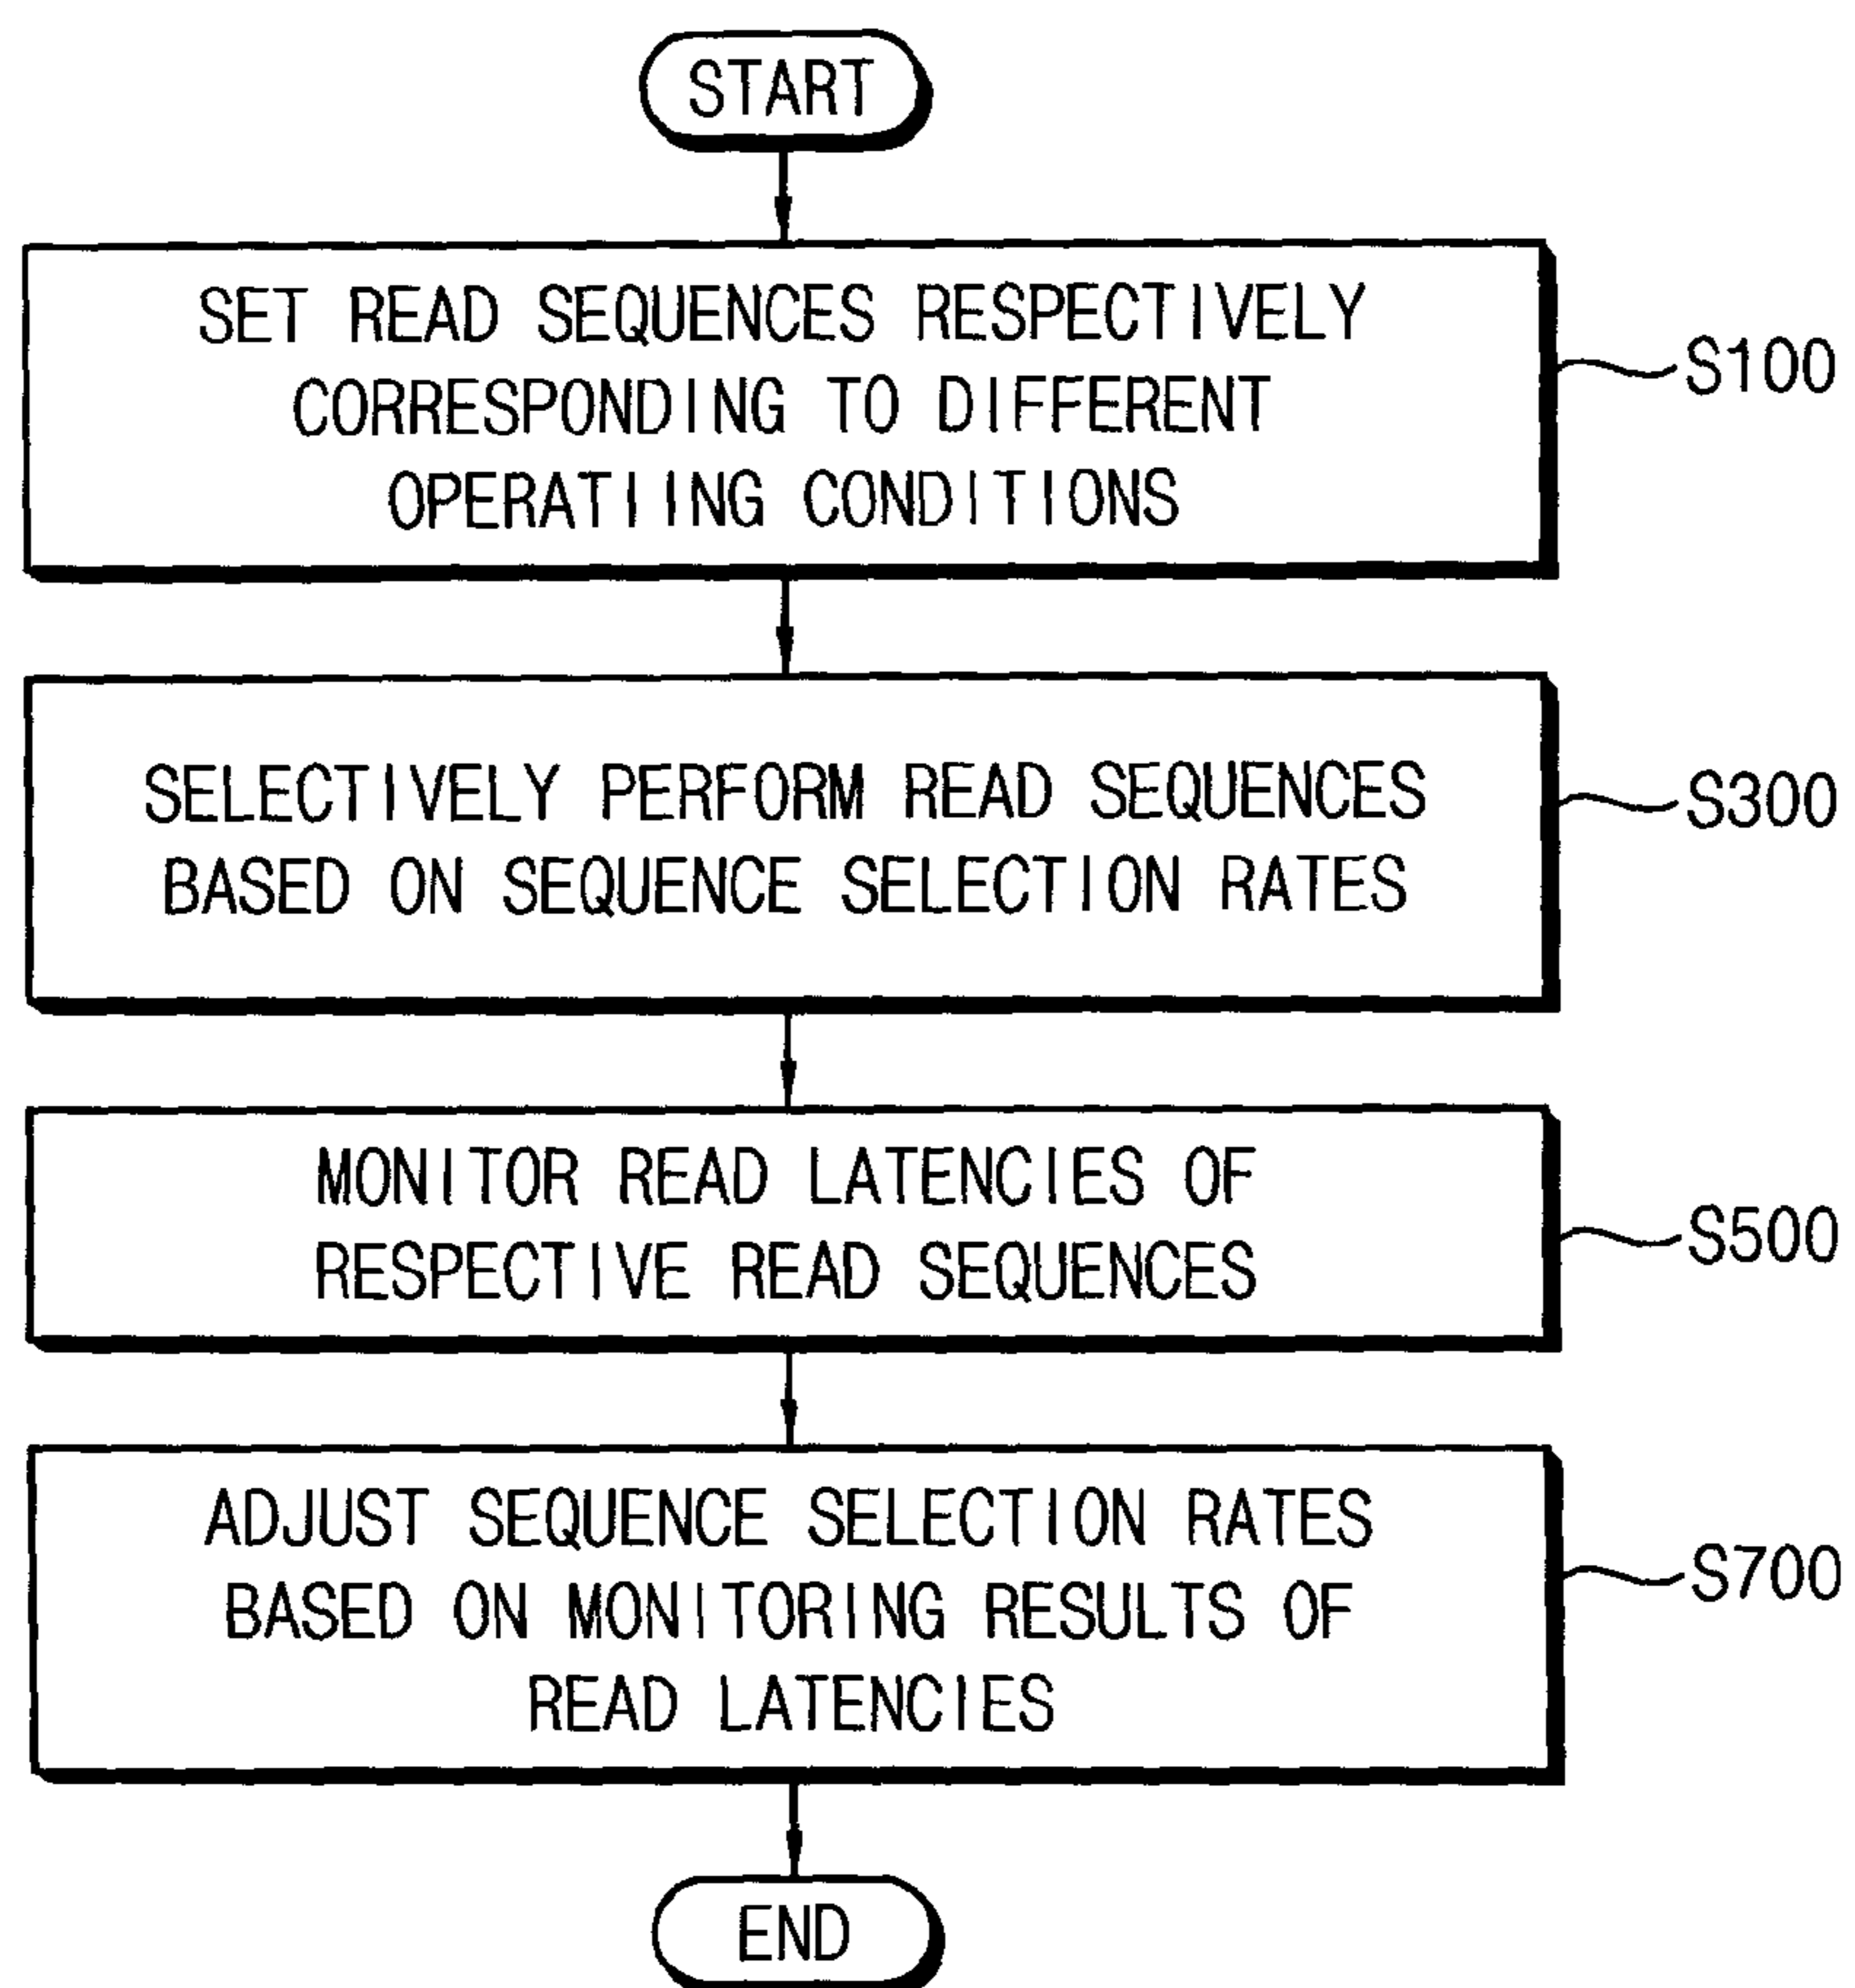 START
SET READ SEQUENCES RESPECTIVELY
CORRESPONDING TO DIFFERENT
OPERATIING CONDITIONS
S100
SELECTIVELY PERFORM READ SEQUENCES
BASED ON SEQUENCE SELECTION RATES
S300
MONITOR READ LATENCIES OF
RESPECTIVE READ SEQUENCES
S500
ADJUST SEQUENCE SELECTION RATES
BASED ON MONITORING RESULTS OF
READ LATENCIES
S700
END